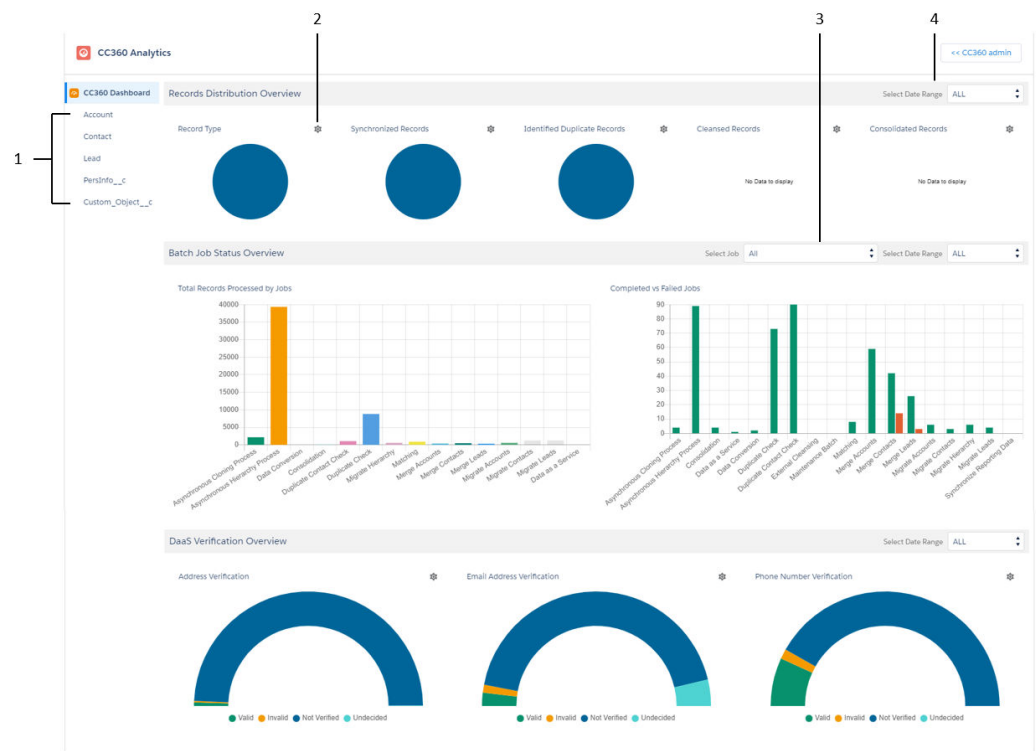 2
3
4
CC360 Analytics
<< CC360 admin
CC360 Dashboard
Records Distribution Overview
Select Date Range
ALL
1
Account
Contact
Lead
PersInfo__c
Custom_Object__c
Record Type
Synchronized Records
Identified Duplicate Records
Cleansed Records
Consolidated Records
No Data to display
No Data to display
Batch Job Status Overview
Select Job
All
Select Date Range
ALL
Total Records Processed by Jobs
40000
35000
30000
25000
20000
15000
10000
5000
0
Asynchronous Cloning Process
Asynchronous Hierarchy Process
Data Conversion
Consolidation
Duplicate Contact Check
Duplicate Check
Migrate Hierarchy
Matching
Merge Accounts
Merge Contacts
Merge Leads
Migrate Accounts
Migrate Contacts
Migrate Leads
Data as a Service
Completed vs Failed Jobs
90
80
70
60
50
40
30
20
10
0
Asynchronous Cloning Process
Asynchronous Hierarchy Process
Consolidation
Data as a Service
Data Conversion
Duplicate Check
Duplicate Contact Check
External Cleansing
Maintenance Batch
Matching
Merge Accounts
Merge Contacts
Merge Leads
Migrate Accounts
Migrate Contacts
Migrate Hierarchy
Migrate Leads
Synchronize Reporting Data
DaaS Verification Overview
Select Date Range
ALL
Address Verification
Email Address Verification
Phone Number Verification
Valid Invalid Not Verified Undecided
Valid Invalid Not Verified Undecided
Valid Invalid Not Verified Undecided